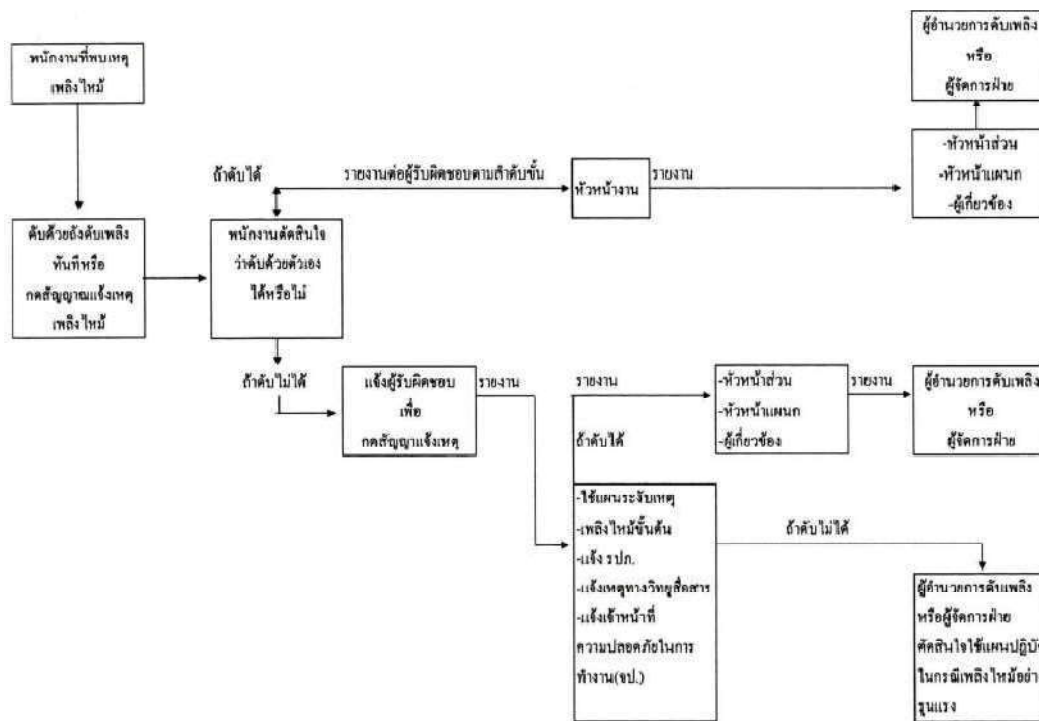 พนักงานที่พบเหตุ
เพลิงไหม้
ผู้อำนวยการดับเพลิง
หรือ
ผู้จัดการฝ่าย
-หัวหน้าส่วน
-หัวหน้าแผนก
-ผู้เกี่ยวข้อง
ถ้าดับได้
รายงานต่อผู้รับผิดชอบตามลำดับขั้น
หัวหน้างาน
รายงาน
ดับด้วยถังดับเพลิง
ทันทีหรือ
กดสัญญาณแจ้งเหตุ
เพลิงไหม้
พนักงานตัดสินใจ
ว่าดับด้วยตัวเอง
ได้หรือไม่
ถ้าดับไม่ได้
แจ้งผู้รับผิดชอบ
เพื่อ
กดสัญญาแจ้งเหตุ
รายงาน
รายงาน
ถ้าดับได้
-หัวหน้าส่วน
-หัวหน้าแผนก
-ผู้เกี่ยวข้อง
รายงาน
ผู้อำนวยการดับเพลิง
หรือ
ผู้จัดการฝ่าย
-ใช้แผนระงับเหตุ
-เพลิงไหม้ขั้นต้น
-แจ้ง รปภ.
-แจ้งเหตุทางวิทยุสื่อสาร
-แจ้งเจ้าหน้าที่
ความปลอดภัยในการ
ทำงาน(จป.)
ถ้าดับไม่ได้
ผู้อำนวยการดับเพลิง
หรือผู้จัดการฝ่าย
ตัดสินใจใช้แผนปฏิบั
ในกรณีเพลิงไหม้อย่า
รุนแรง